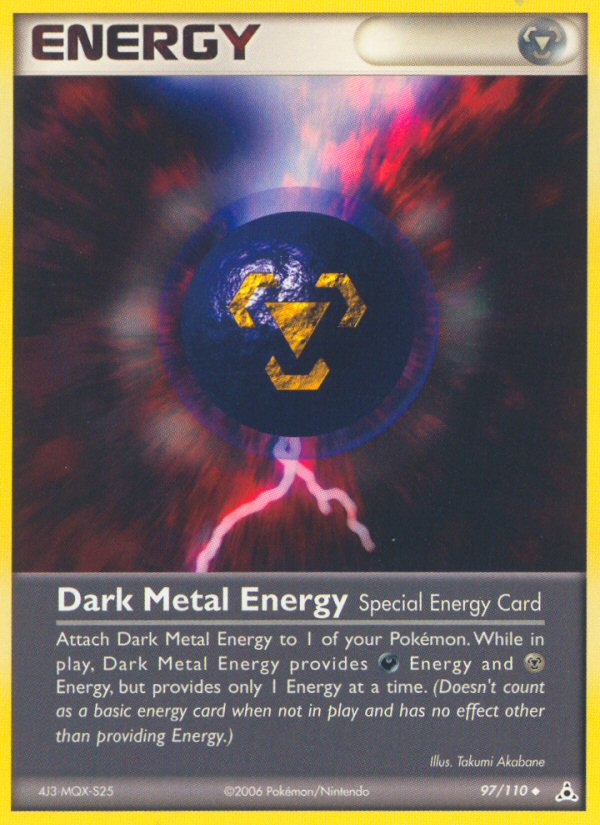 ENERGY
Dark Metal Energy Special Energy Card
Attach Dark Metal Energy to 1 of your Pokémon. While in
play, Dark Metal Energy provides Energy and
Energy, but provides only 1 Energy at a time. (Doesn't count
as a basic energy card when not in play and has no effect other
than providing Energy.)
Illus. Takumi Akabane
4J3-MQX-S25 ©2006 Pokémon/Nintendo 97/110